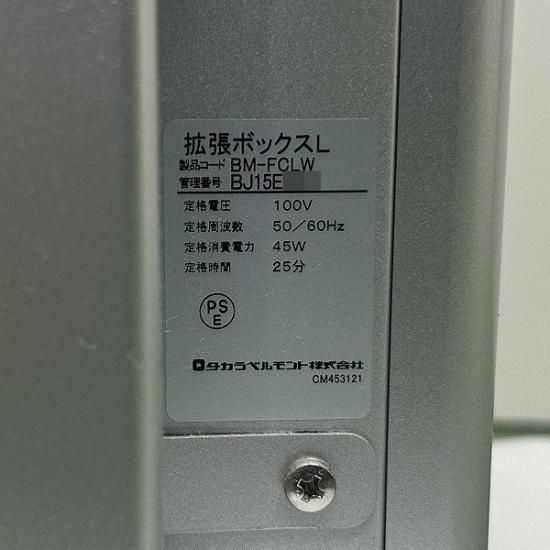 拡張ボックスL
製品コード BM-FCLW
管理番号 BJ15E
定格電圧 100V
定格周波数 50/60Hz
定格消費電力 45W
定格時間 25分
PS
E
タカラベルモント株式会社
CM453121